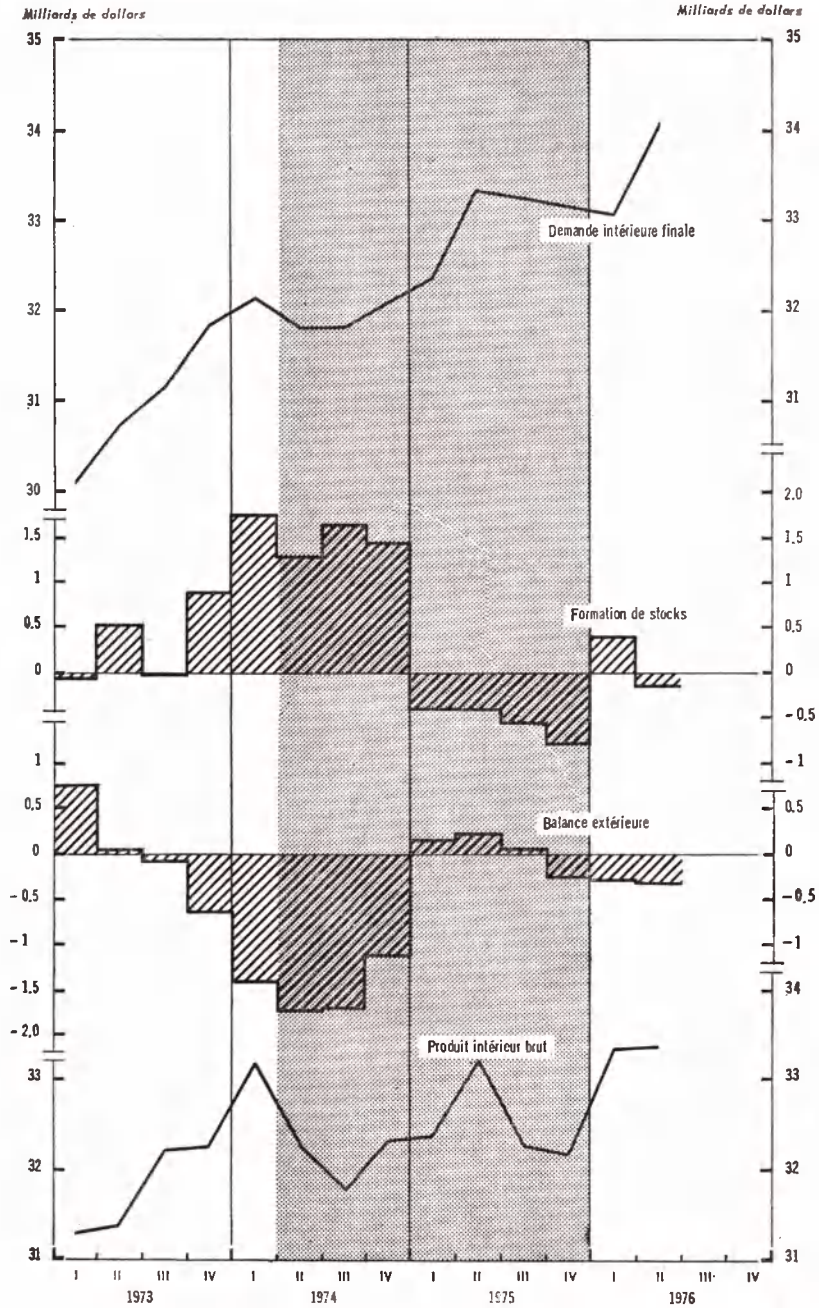 Milliards de dollars Milliards de dollars
35 35
34 34
33 33
Demande intérieure finale
32 32
31 31
30
2.0
1.5 1,5
1 1
Formation de stocks
0.5 0,5
0 0
- 0,5
1 - 1
0,5 0,5
Balance extérieure
0 0
- 0.5 - 0,5
- 1 - 1
- 1.5 34
- 2,0
Produit intérieur brut
33 33
32 32
31 31
I II III IV I II III IV I II III IV I II III IV
1973 1974 1975 1976